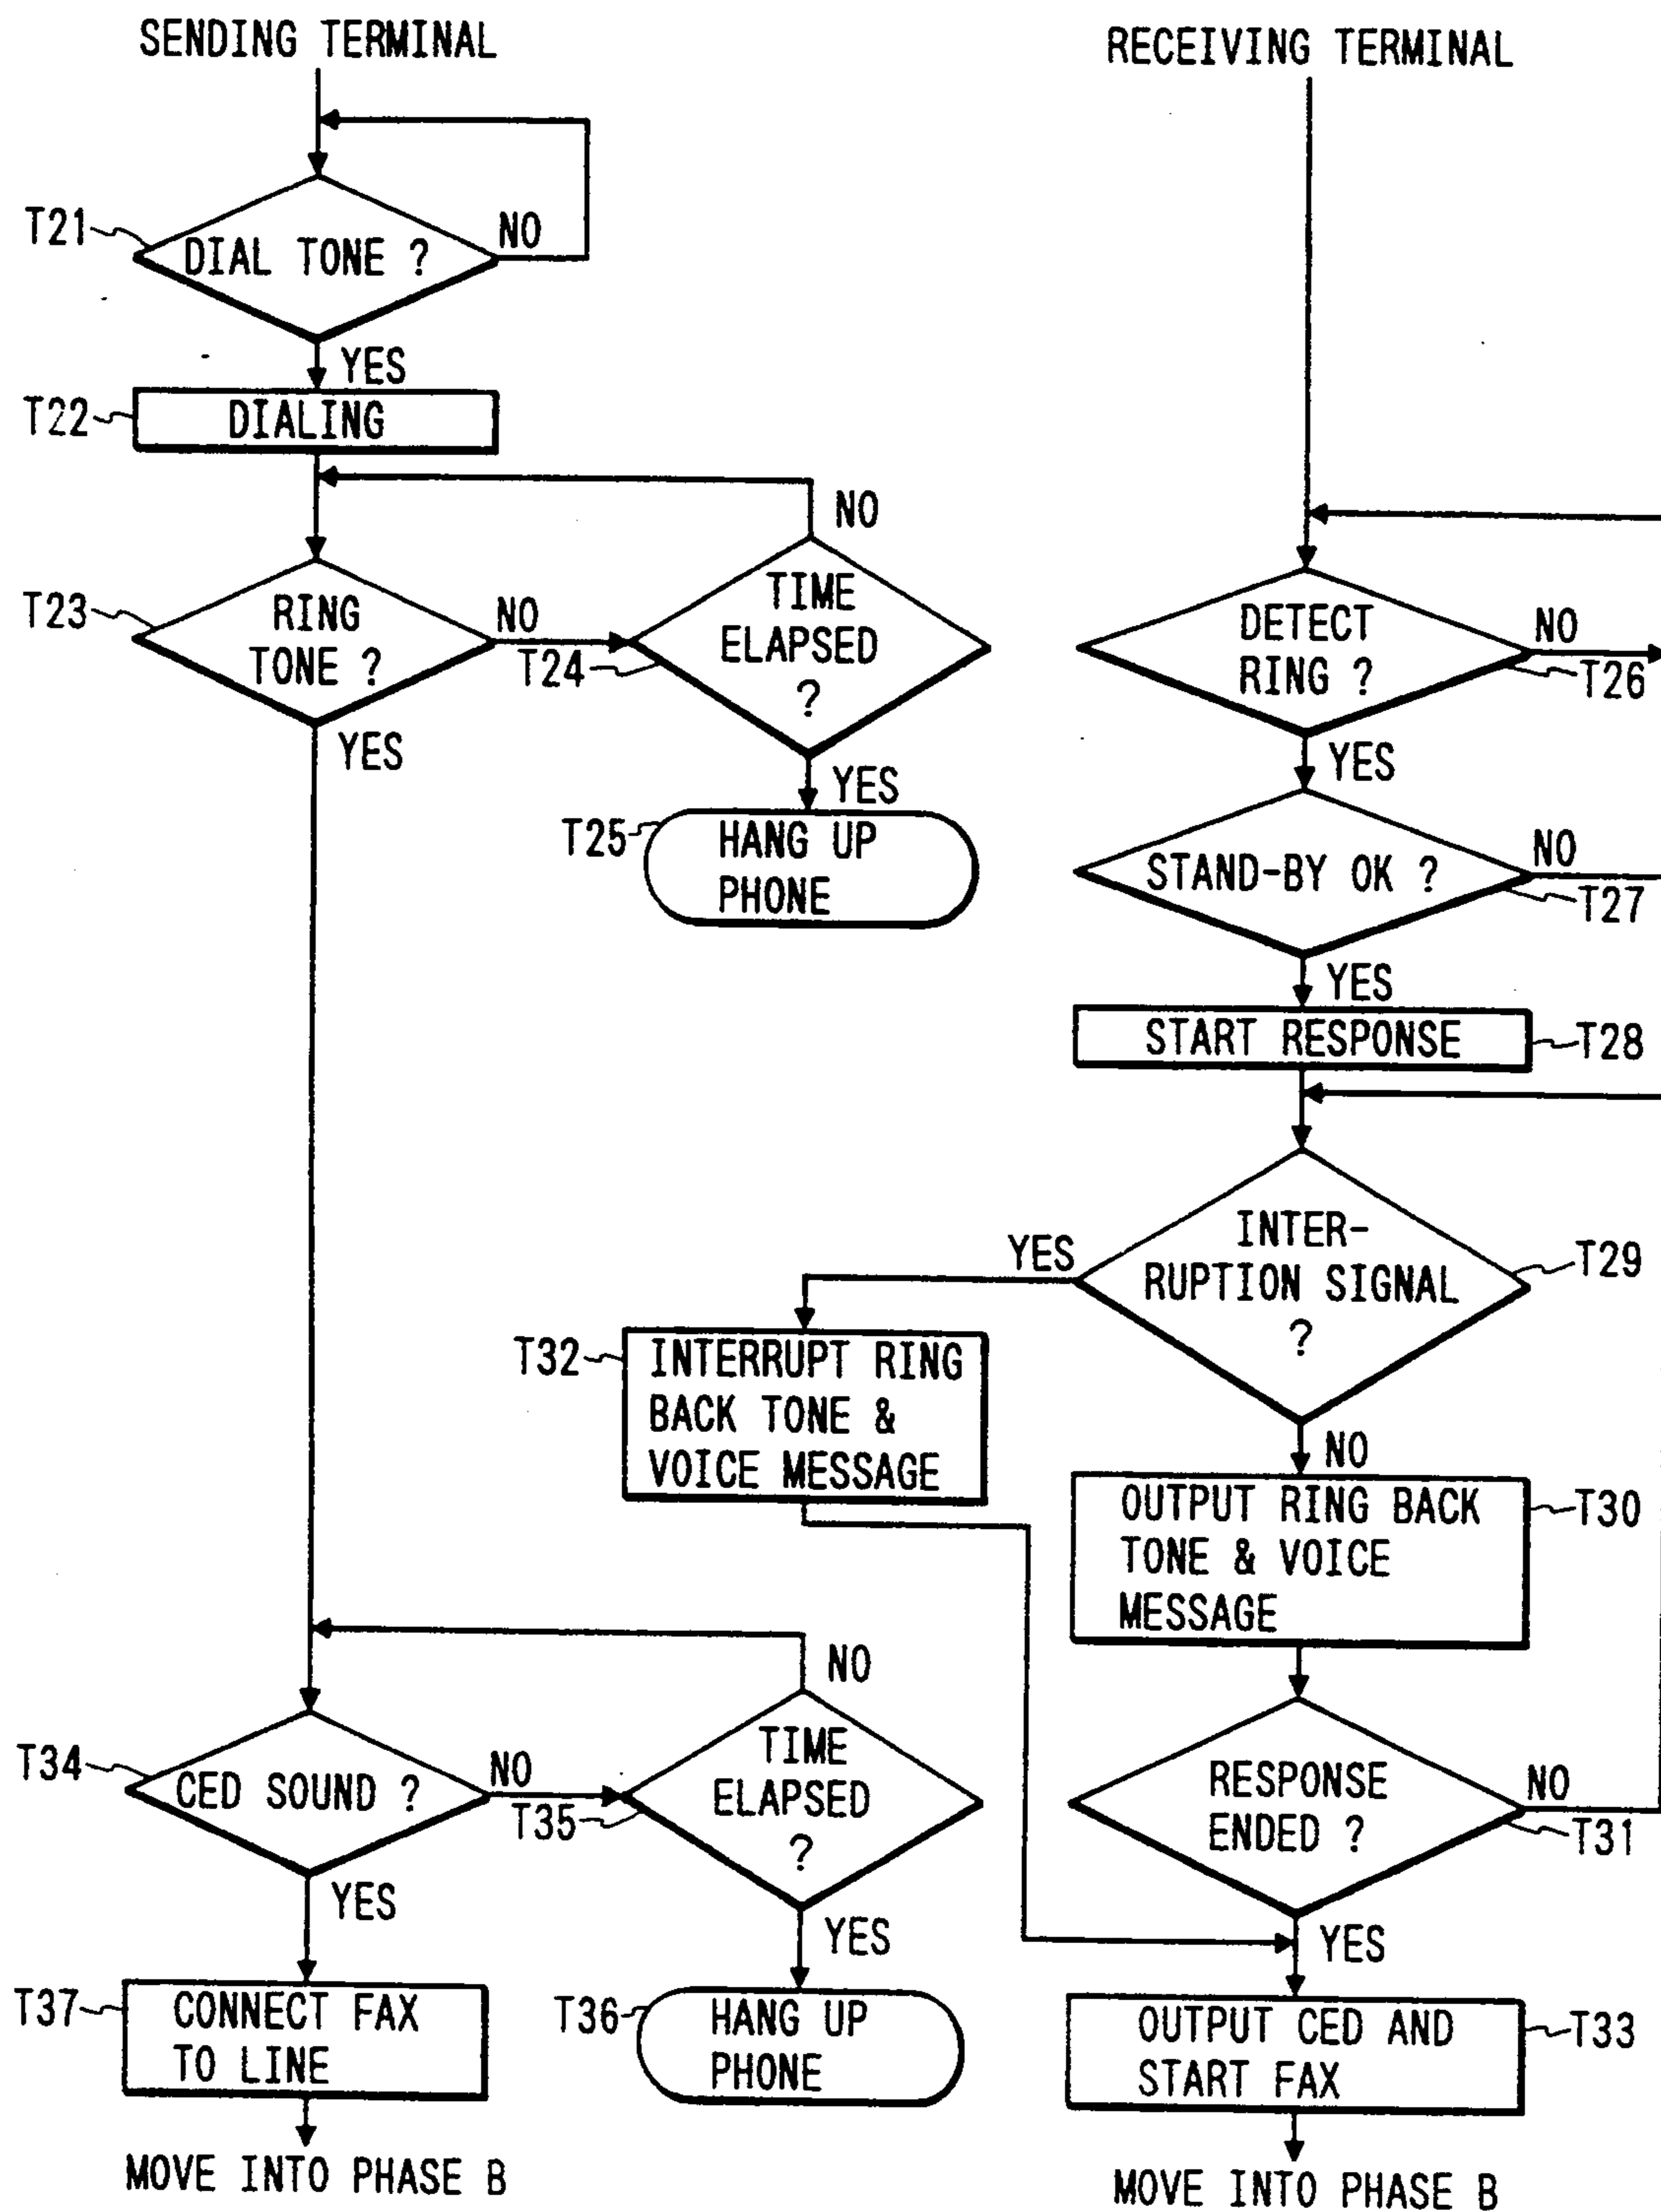 SENDING TERMINAL
T21
DIAL TONE ?
NO
YES
T22
DIALING
T23
RING
TONE ?
NO
YES
T24
TIME
ELAPSED
?
NO
YES
T25
HANG UP
PHONE
T34
CED SOUND ?
NO
YES
T35
TIME
ELAPSED
?
NO
YES
T36
HANG UP
PHONE
T37
CONNECT FAX
TO LINE
MOVE INTO PHASE B
RECEIVING TERMINAL
DETECT
RING ?
NO
T26
YES
STAND-BY OK ?
NO
T27
YES
START RESPONSE
T28
INTER-
RUPTION SIGNAL
?
T29
YES
T32
INTERRUPT RING
BACK TONE &
VOICE MESSAGE
NO
OUTPUT RING BACK
TONE & VOICE
MESSAGE
T30
RESPONSE
ENDED ?
NO
T31
YES
OUTPUT CED AND
START FAX
T33
MOVE INTO PHASE B